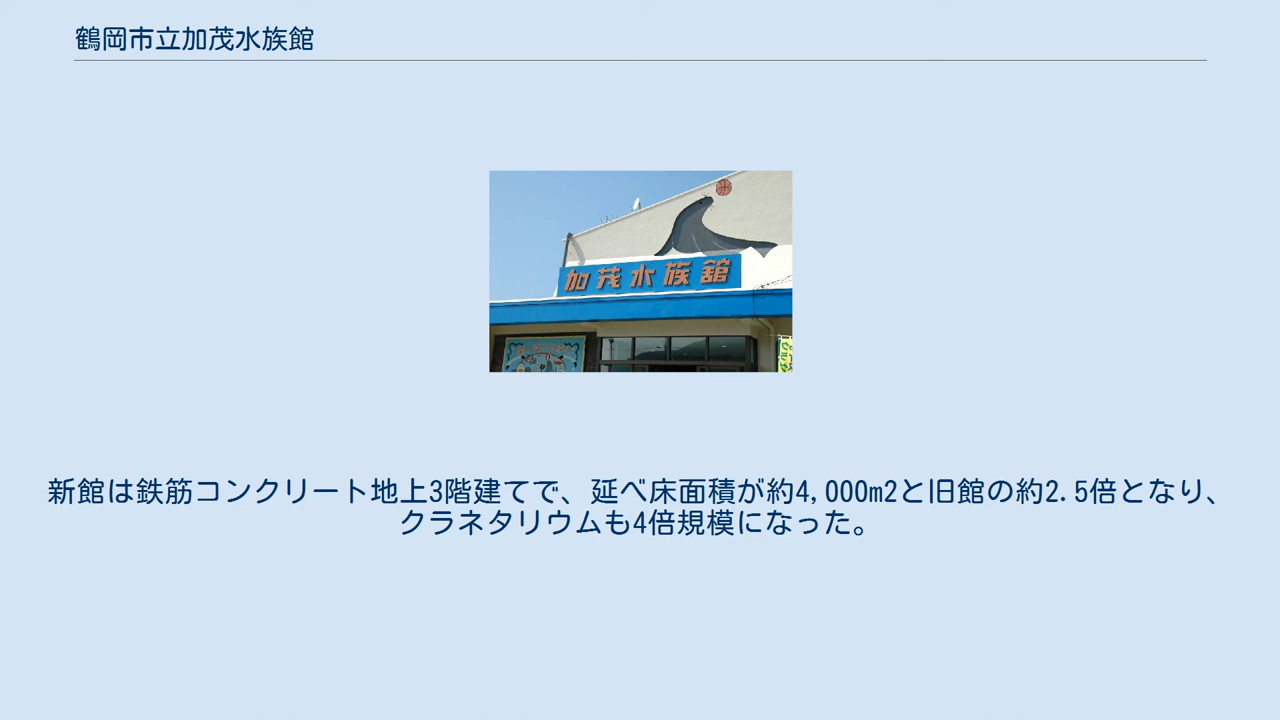 鶴岡市立加茂水族館
加茂水族館
新館は鉄筋コンクリート地上3階建てで、延べ床面積が約4,000m2と旧館の約2.5倍となり、
クラネタリウムも4倍規模になった。